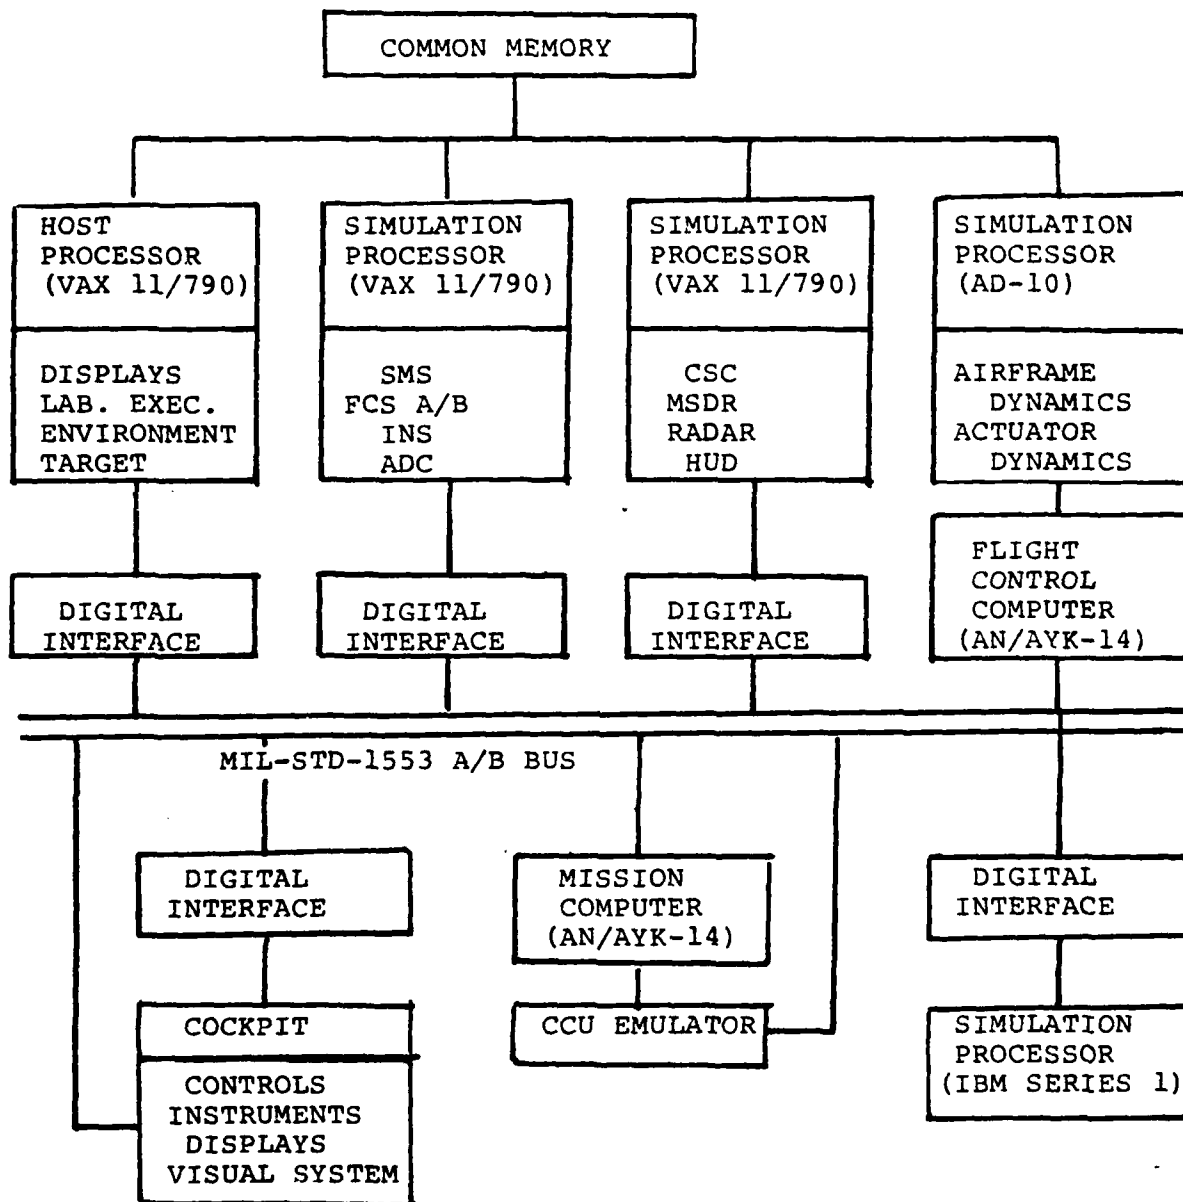 COMMON MEMORY
HOST
PROCESSOR
(VAX 11/790)
DISPLAYS
LAB. EXEC.
ENVIRONMENT
TARGET
SIMULATION
PROCESSOR
(VAX 11/790)
SMS
FCS A/B
INS
ADC
SIMULATION
PROCESSOR
(VAX 11/790)
CSC
MSDR
RADAR
HUD
SIMULATION
PROCESSOR
(AD-10)
AIRFRAME
DYNAMICS
ACTUATOR
DYNAMICS
DIGITAL
INTERFACE
DIGITAL
INTERFACE
DIGITAL
INTERFACE
FLIGHT
CONTROL
COMPUTER
(AN/AYK-14)
MIL-STD-1553 A/B BUS
DIGITAL
INTERFACE
MISSION
COMPUTER
(AN/AYK-14)
DIGITAL
INTERFACE
COCKPIT
CONTROLS
INSTRUMENTS
DISPLAYS
VISUAL SYSTEM
CCU EMULATOR
SIMULATION
PROCESSOR
(IBM SERIES 1)